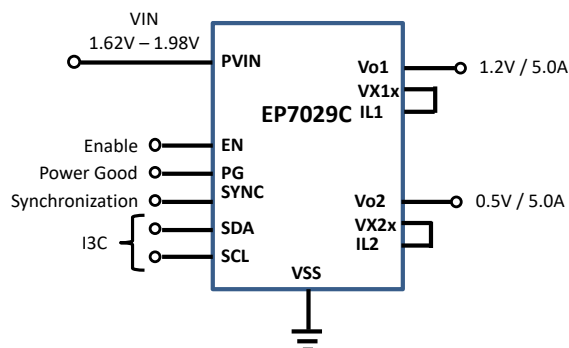 VIN
1.62V – 1.98V
PVIN
Vo1
1.2V / 5.0A
VX1x
IL1
EP7029C
Enable
EN
Power Good
PG
Synchronization
SYNC
Vo2
0.5V / 5.0A
VX2x
IL2
I3C
SDA
SCL
VSS